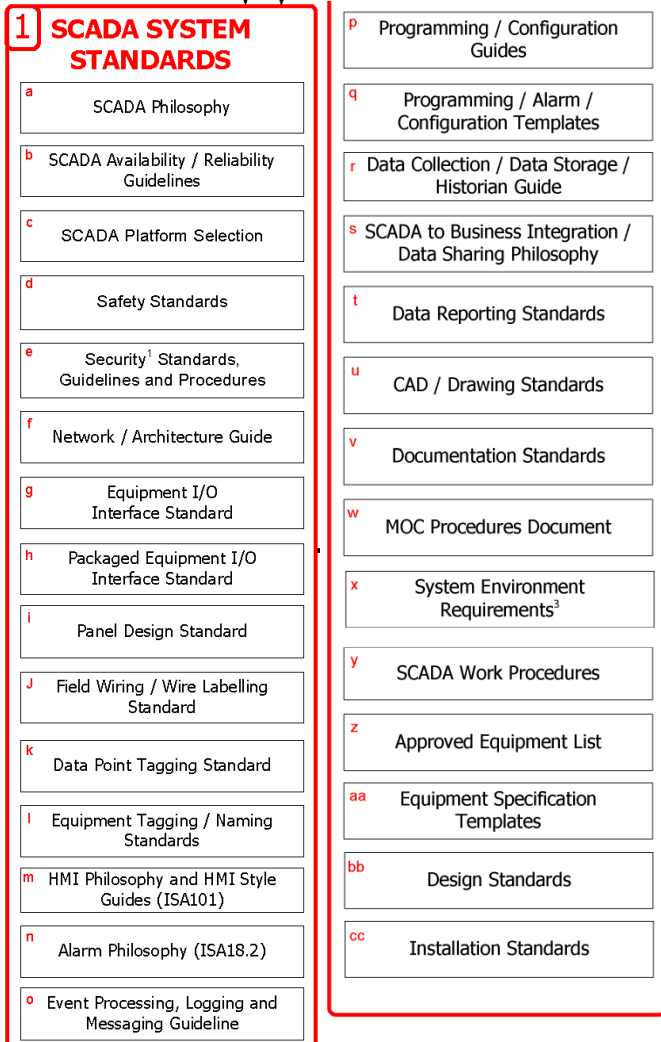 1 SCADA SYSTEM
STANDARDS
a
SCADA Philosophy
b
SCADA Availability / Reliability
Guidelines
c
SCADA Platform Selection
d
Safety Standards
e
Security¹ Standards,
Guidelines and Procedures
f
Network / Architecture Guide
g
Equipment I/O
Interface Standard
h
Packaged Equipment I/O
Interface Standard
i
Panel Design Standard
J
Field Wiring / Wire Labelling
Standard
k
Data Point Tagging Standard
l
Equipment Tagging / Naming
Standards
m
HMI Philosophy and HMI Style
Guides (ISA101)
n
Alarm Philosophy (ISA18.2)
o
Event Processing, Logging and
Messaging Guideline
p
Programming / Configuration
Guides
q
Programming / Alarm /
Configuration Templates
r
Data Collection / Data Storage /
Historian Guide
s
SCADA to Business Integration /
Data Sharing Philosophy
t
Data Reporting Standards
u
CAD / Drawing Standards
v
Documentation Standards
w
MOC Procedures Document
x
System Environment
Requirements³
y
SCADA Work Procedures
z
Approved Equipment List
aa
Equipment Specification
Templates
bb
Design Standards
cc
Installation Standards